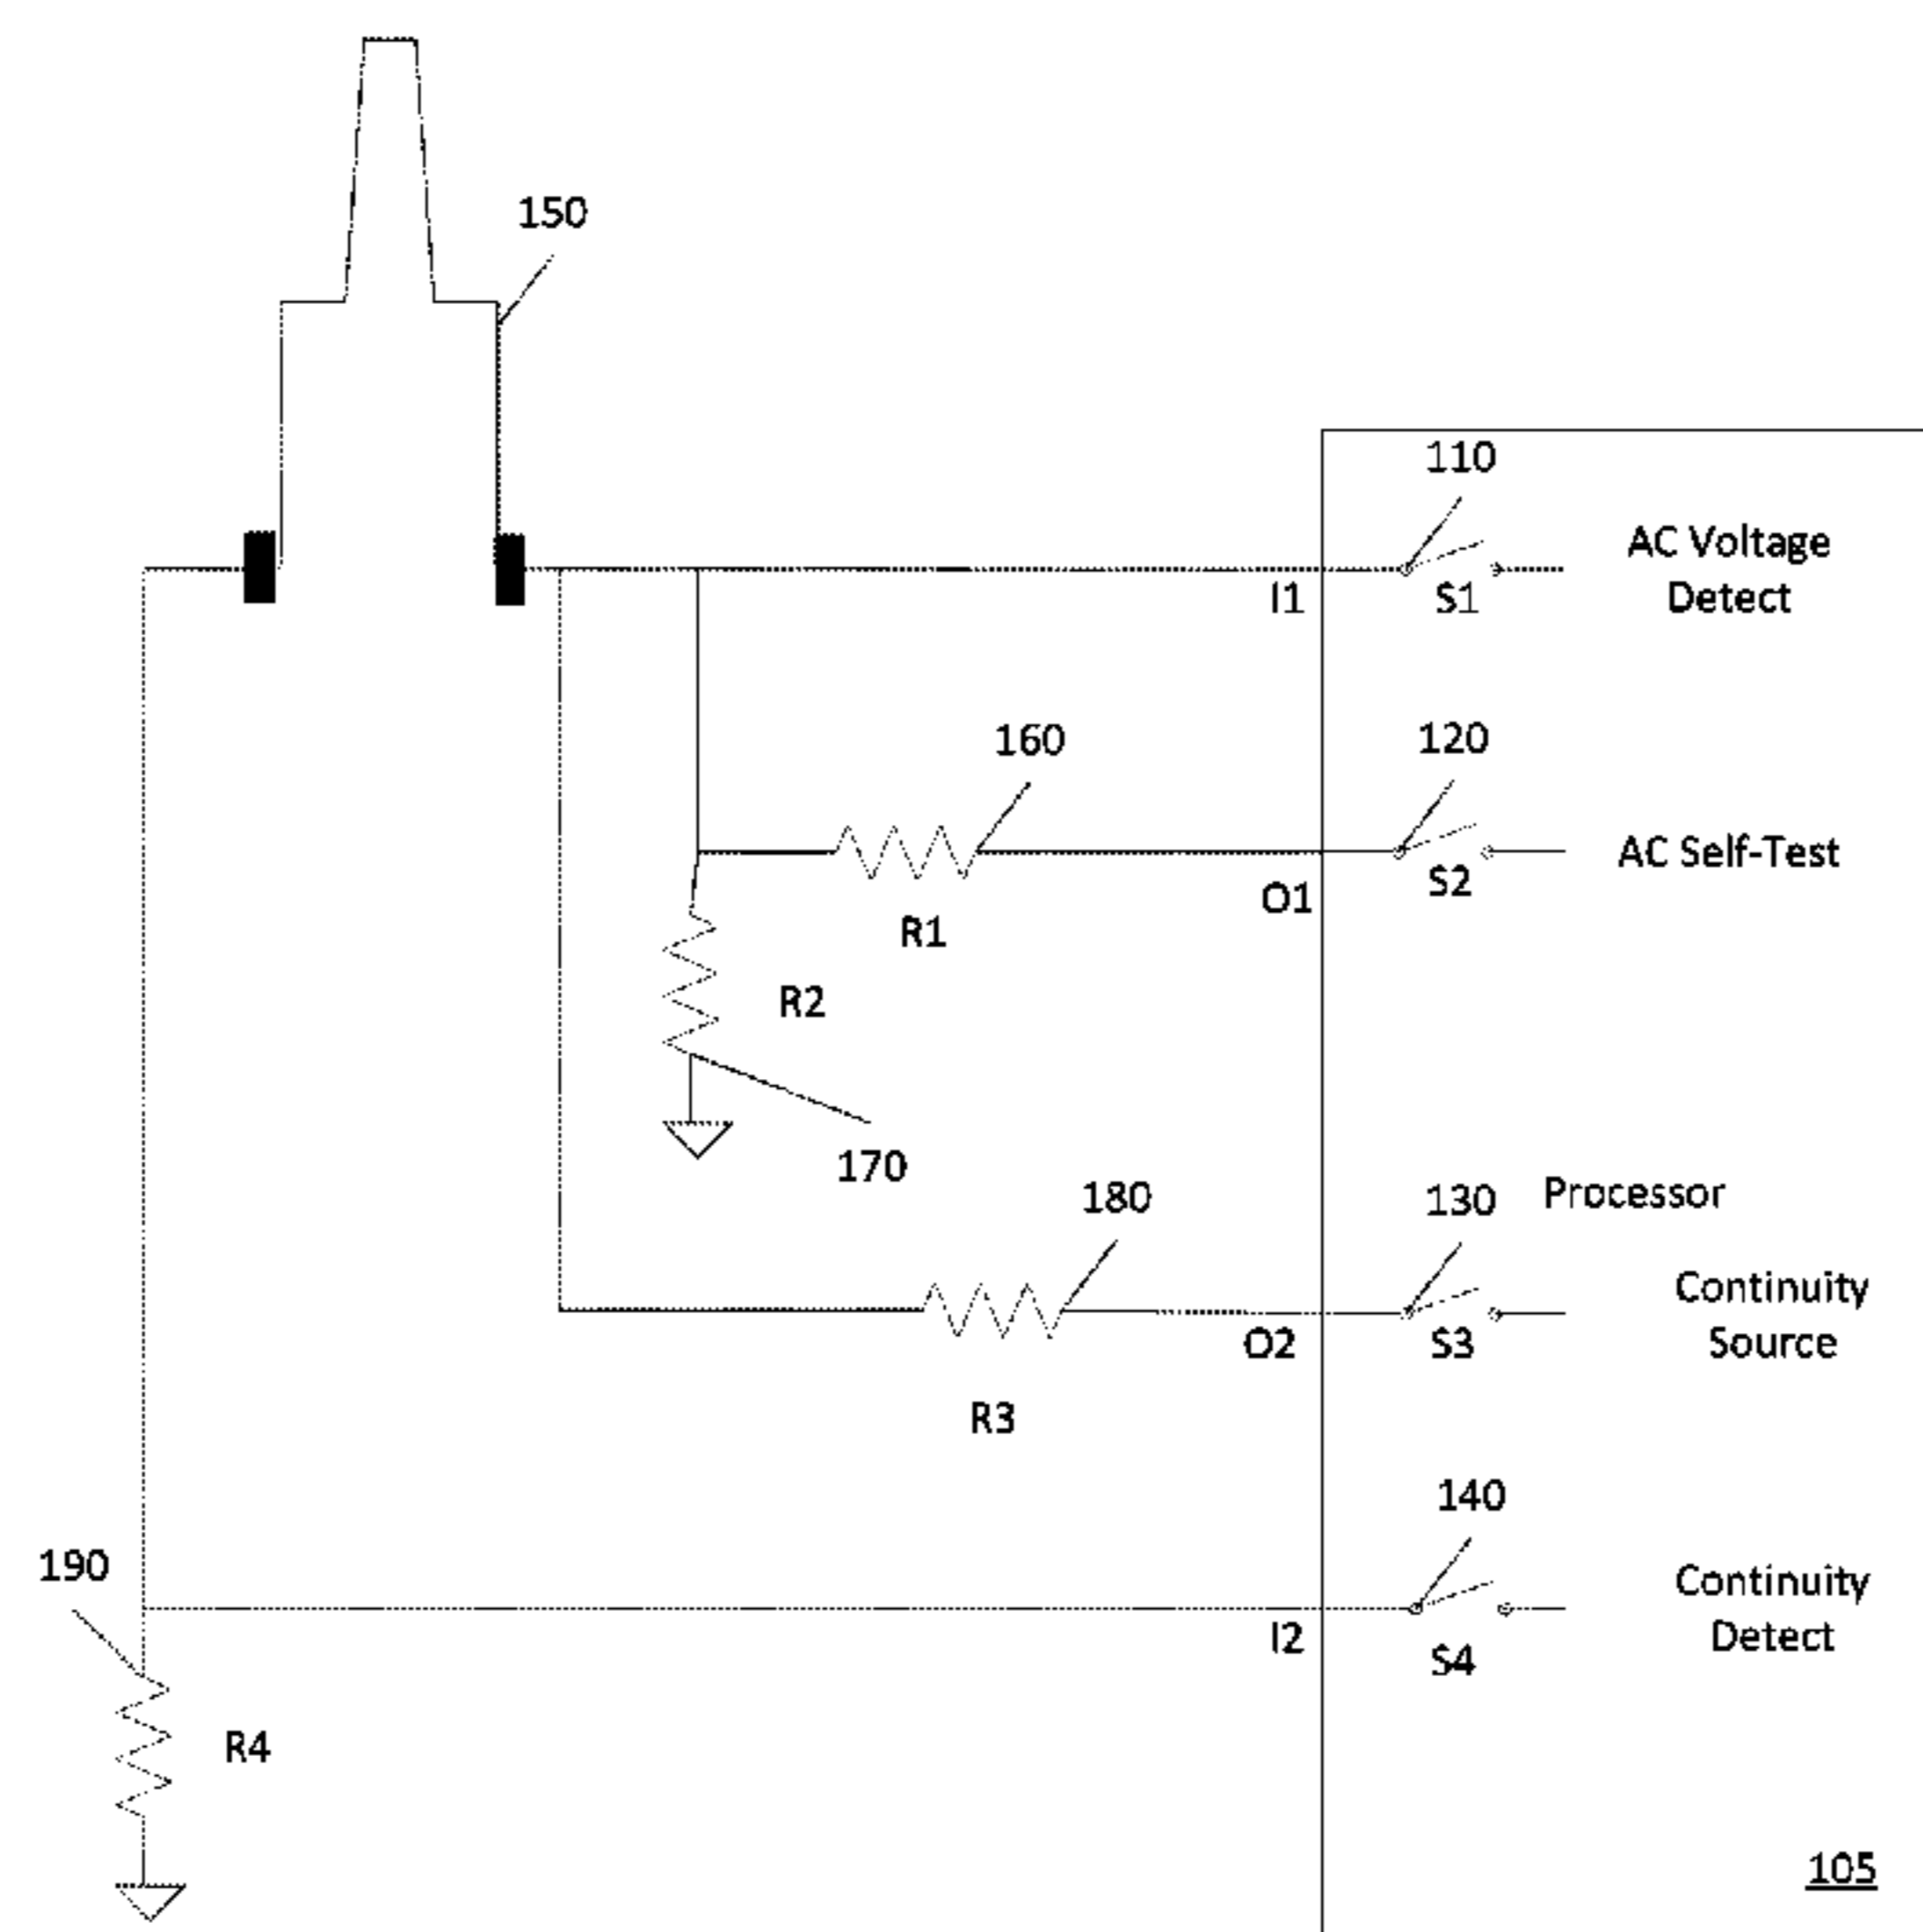 150
110
AC Voltage
Detect
I1
S1
160
120
AC Self-Test
O1
S2
R1
R2
170
180
130
Processor
Continuity
Source
O2
S3
R3
140
190
Continuity
Detect
I2
S4
R4
105